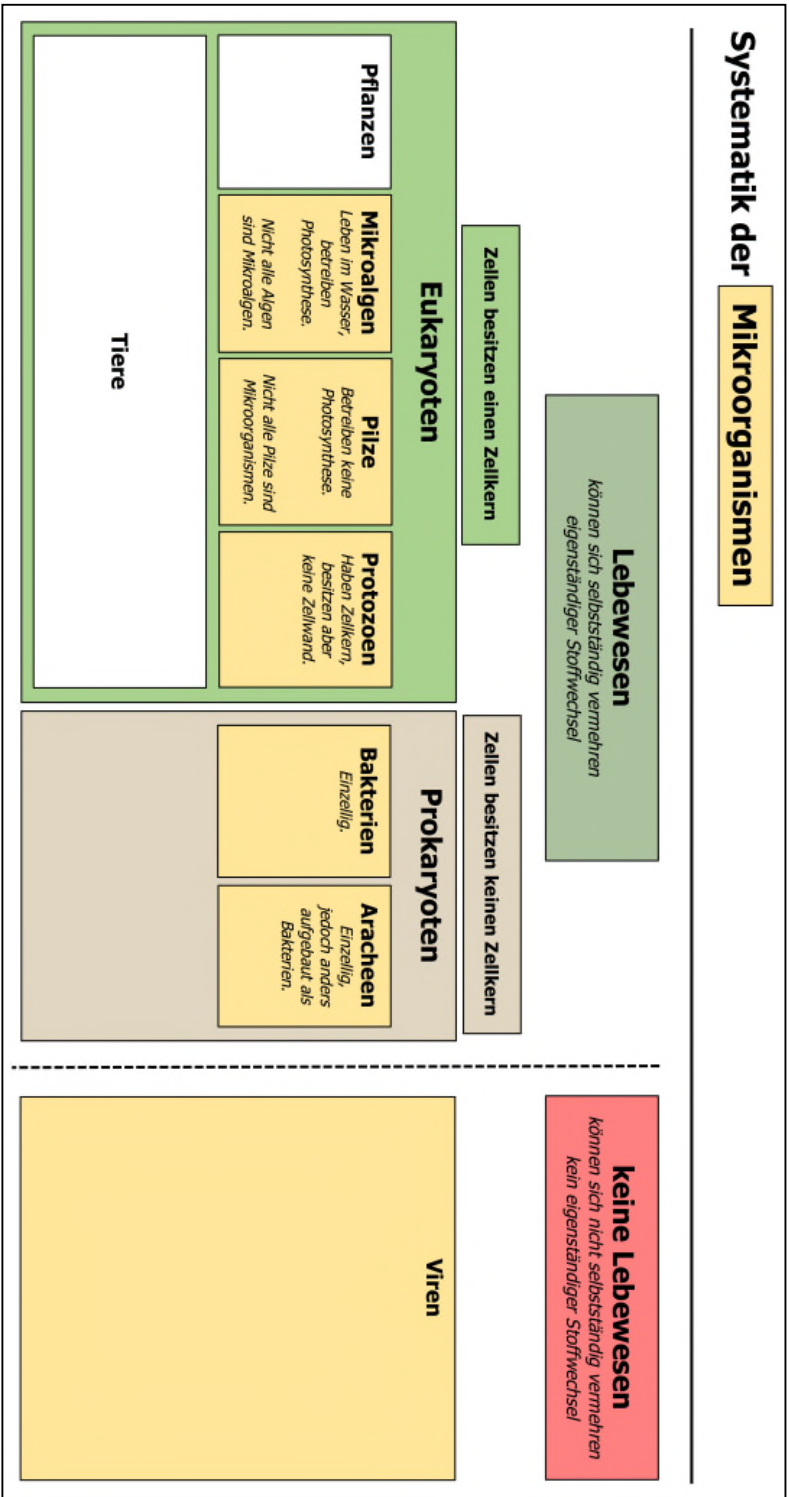 Systematik der Mikroorganismen
Lebewesen
können sich selbstständig vermehren
eigenständiger Stoffwechsel
keine Lebewesen
können sich nicht selbstständig vermehren
kein eigenständiger Stoffwechsel
Zellen besitzen einen Zellkern
Zellen besitzen keinen Zellkern
Eukaryoten
Pflanzen
Mikroalgen
Leben im Wasser,
betreiben
Photosynthese.
Nicht alle Algen
sind Mikroalgen.
Pilze
Betreiben keine
Photosynthese.
Nicht alle Pilze sind
Mikroorganismen.
Protozoen
Haben Zellkern,
besitzen aber
keine Zellwand.
Tiere
Prokaryoten
Bakterien
Einzellig.
Aracheen
Einzellig,
jedoch anders
aufgebaut als
Bakterien.
Viren